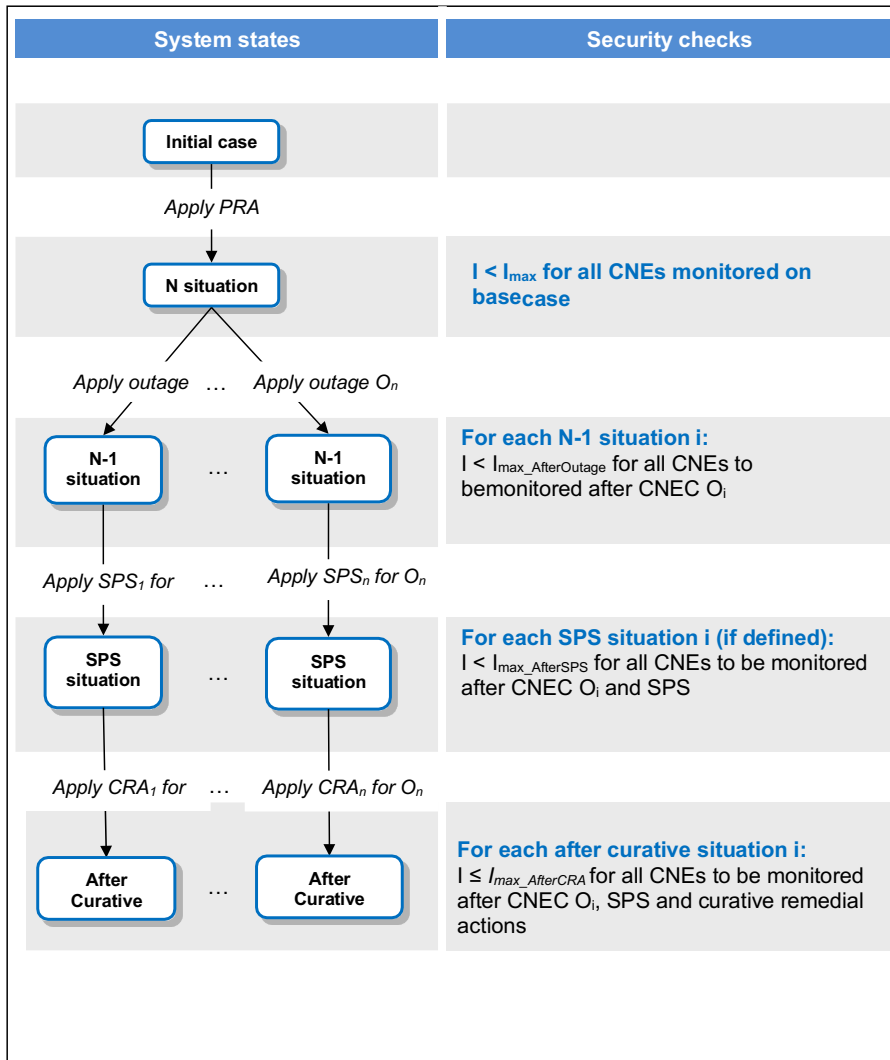 System states
Security checks
Initial case
Apply PRA
N situation
I < Imax for all CNEs monitored on
basecase
Apply outage … Apply outage On
N-1
situation
…
N-1
situation
For each N-1 situation i:
I < Imax_AfterOutage for all CNEs to
bemonitored after CNEC Oi
Apply SPS1 for … Apply SPSn for On
SPS
situation
…
SPS
situation
For each SPS situation i (if defined):
I < Imax_AfterSPS for all CNEs to be monitored
after CNEC Oi and SPS
Apply CRA1 for … Apply CRAn for On
After
Curative
…
After
Curative
For each after curative situation i:
I ≤ Imax_AfterCRA for all CNEs to be monitored
after CNEC Oi, SPS and curative remedial
actions